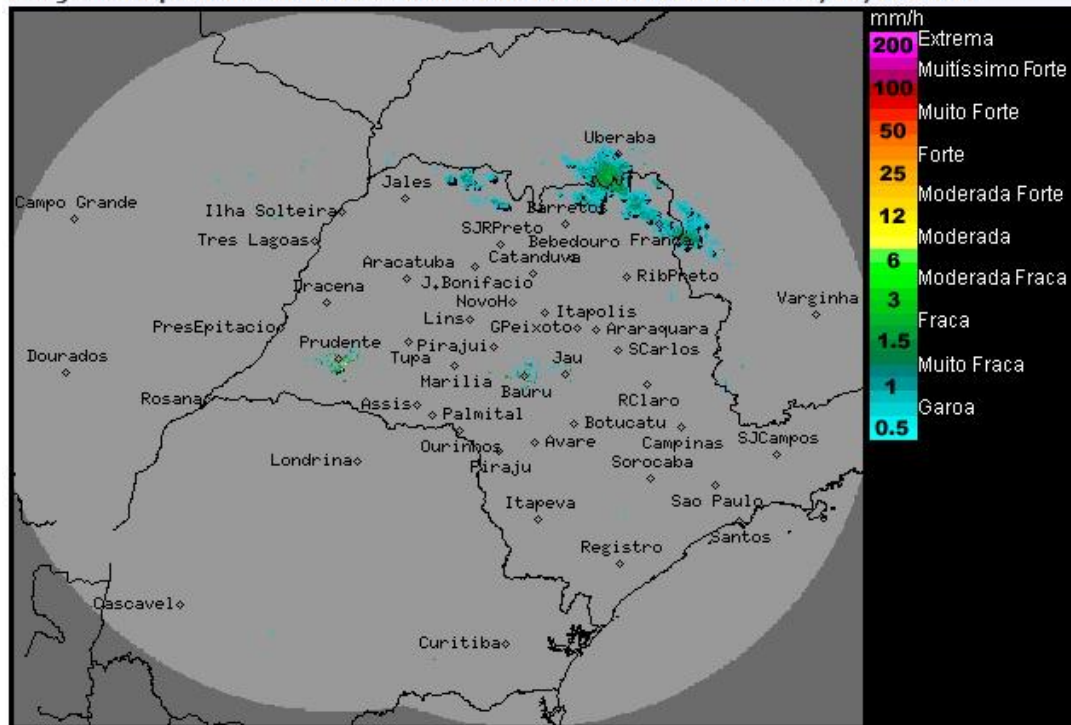 mm/h
200 Extrema
Muitíssimo Forte
100
Muito Forte
50
Forte
25
Moderada Forte
12
Moderada
6
Moderada Fraca
3
Fraca
1.5
Muito Fraca
1
Garoa
0.5
Uberaba
Jales
Campo Grande
Ilha Solteira
Barretos
SJRPreto
Franca
Tres Lagoas
Bebedouro
Catanduva
Aracatuba
J.Bonifacio
RibPreto
Dracena
NovoH
Itapolis
Varginha
Lins
GPeixoto
Araraquara
PresEpitacio
Prudente
Pirajui
SCarlos
Dourados
Tupa
Jau
Marilia
Bauru
Rosana
Assis
RClaro
Palmital
Botucatu
Ourinhos
Avare
Campinas
SJCampos
Londrina
Piraju
Sorocaba
Itapeva
Sao Paulo
Santos
Registro
Cascavel
Curitiba